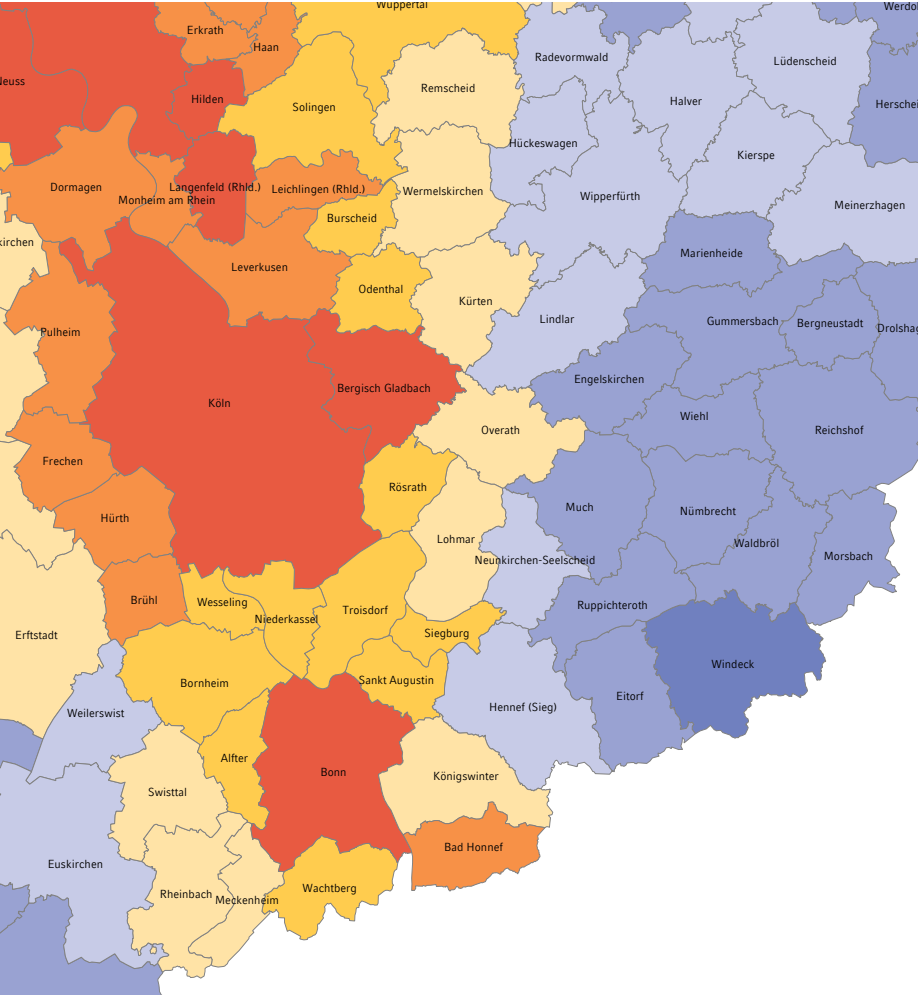 Wuppertal
Werdo
Erkrath
Haan
Radevormwald
Lüdenscheid
Neuss
Remscheid
Hilden
Solingen
Halver
Herschei
Hückeswagen
Kierspe
Dormagen
Langenfeld (Rhld.)
Leichlingen (Rhld.)
Wermelskirchen
Monheim am Rhein
Wipperfürth
Meinerzhagen
Burscheid
kirchen
Marienheide
Leverkusen
Odenthal
Kürten
Lindlar
Gummersbach
Bergneustadt
Drolshag
Pulheim
Engelskirchen
Bergisch Gladbach
Köln
Wiehl
Overath
Reichshof
Frechen
Rösrath
Much
Nümbrecht
Hürth
Lohmar
Waldbröl
Neunkirchen-Seelscheid
Morsbach
Brühl
Wesseling
Ruppichteroth
Troisdorf
Niederkassel
Siegburg
Erftstadt
Windeck
Sankt Augustin
Bornheim
Eitorf
Hennef (Sieg)
Weilerswist
Alfter
Bonn
Königswinter
Swisttal
Bad Honnef
Euskirchen
Wachtberg
Rheinbach
Meckenheim